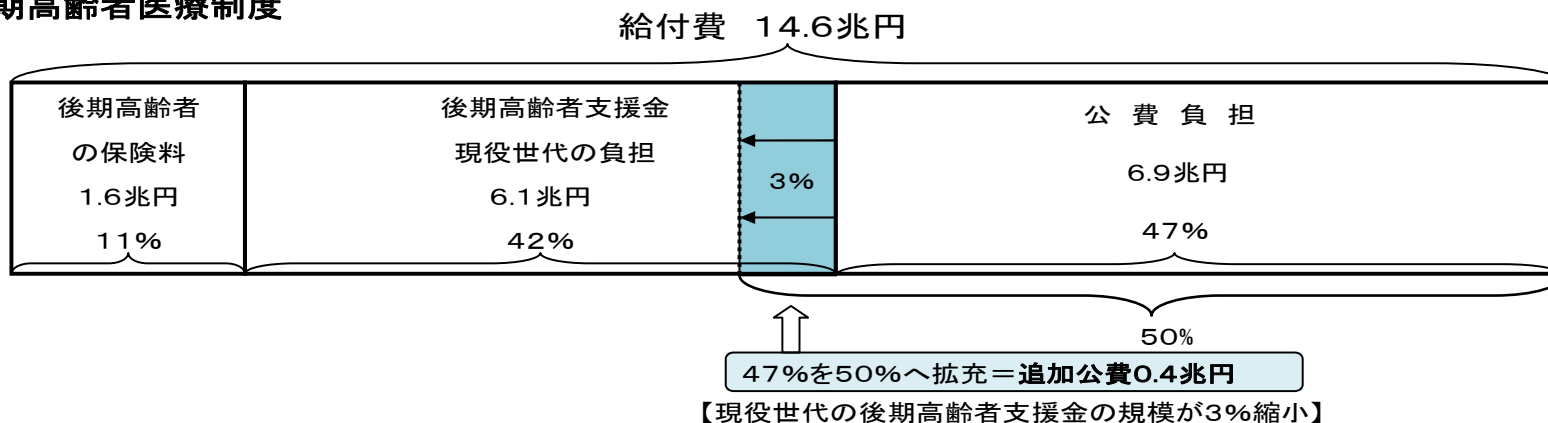 期高齢者医療制度
給付費 14.6兆円
後期高齢者
の保険料
1.6兆円
11%
後期高齢者支援金
現役世代の負担
6.1兆円
42%
3%
公費負担
6.9兆円
47%
50%
47%を50%へ拡充=追加公費0.4兆円
【現役世代の後期高齢者支援金の規模が3%縮小】